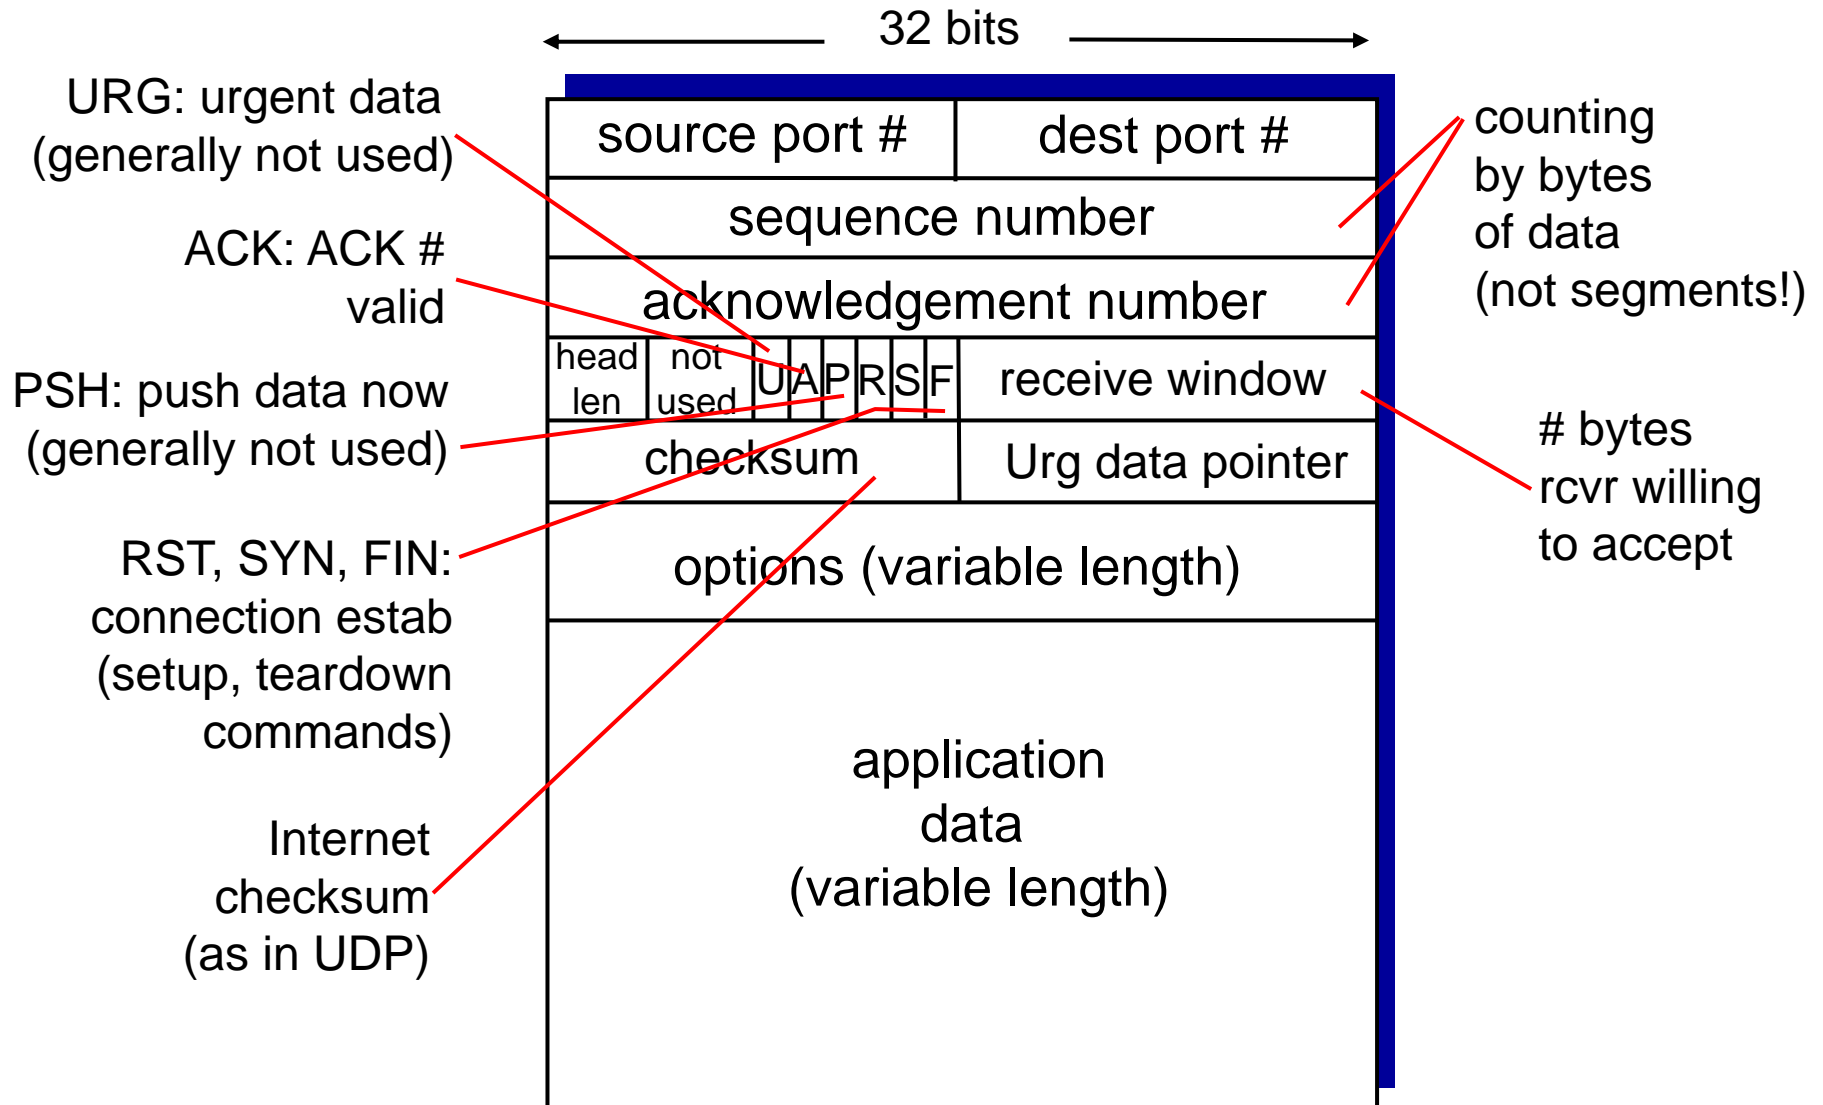 32 bits
URG: urgent data
(generally not used)
ACK: ACK #
valid
PSH: push data now
(generally not used)
RST, SYN, FIN:
connection estab
(setup, teardown
commands)
Internet
checksum
(as in UDP)
source port #
dest port #
sequence number
acknowledgement number
head
len
not
used
U A P R S F
receive window
checksum
Urg data pointer
options (variable length)
application
data
(variable length)
counting
by bytes
of data
(not segments!)
# bytes
rcvr willing
to accept